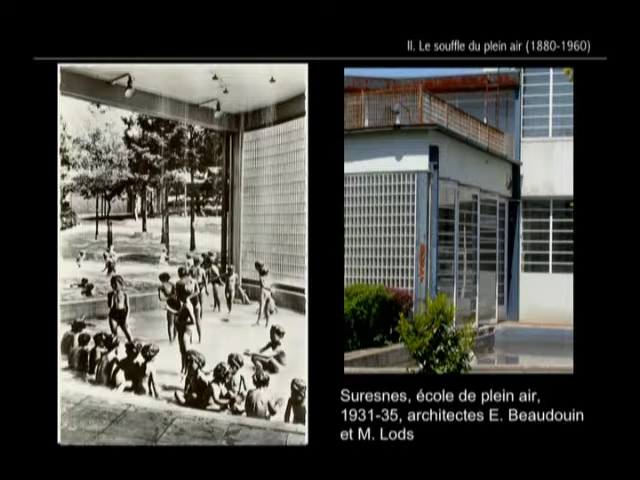 II. Le souffle du plein air (1880-1960)
Suresnes, école de plein air,
1931-35, architectes E. Beaudouin
et M. Lods